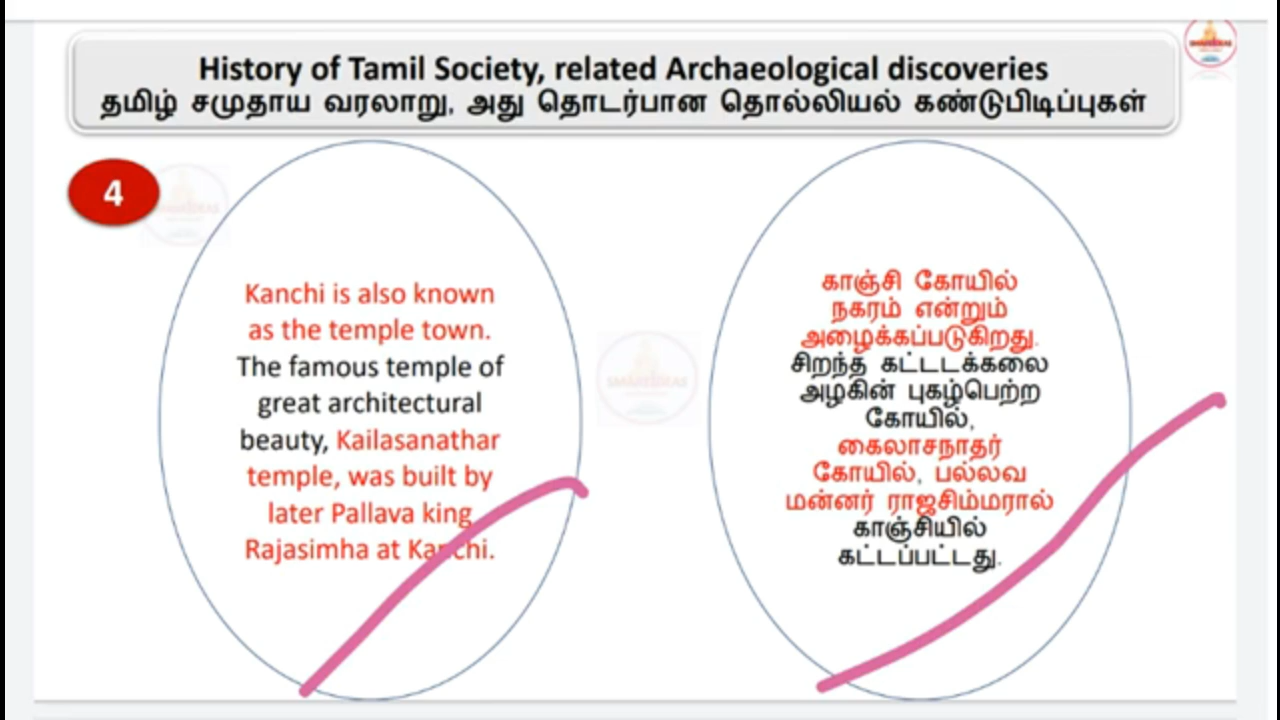 History of Tamil Society, related Archaeological discoveries
தமிழ் சமுதாய வரலாறு, அது தொடர்பான தொல்லியல் கண்டுபிடிப்புகள்
4
Kanchi is also known
as the temple town.
The famous temple of
great architectural
beauty, Kailasanathar
temple, was built by
later Pallava king
Rajasimha at Kanchi.
காஞ்சி கோயில்
நகரம் என்றும்
அழைக்கப்படுகிறது.
சிறந்த கட்டடக்கலை
அழகின் புகழ்பெற்ற
கோயில்,
கைலாசநாதர்
கோயில், பல்லவ
மன்னர் ராஜசிம்மரால்
காஞ்சியில்
கட்டப்பட்டது.